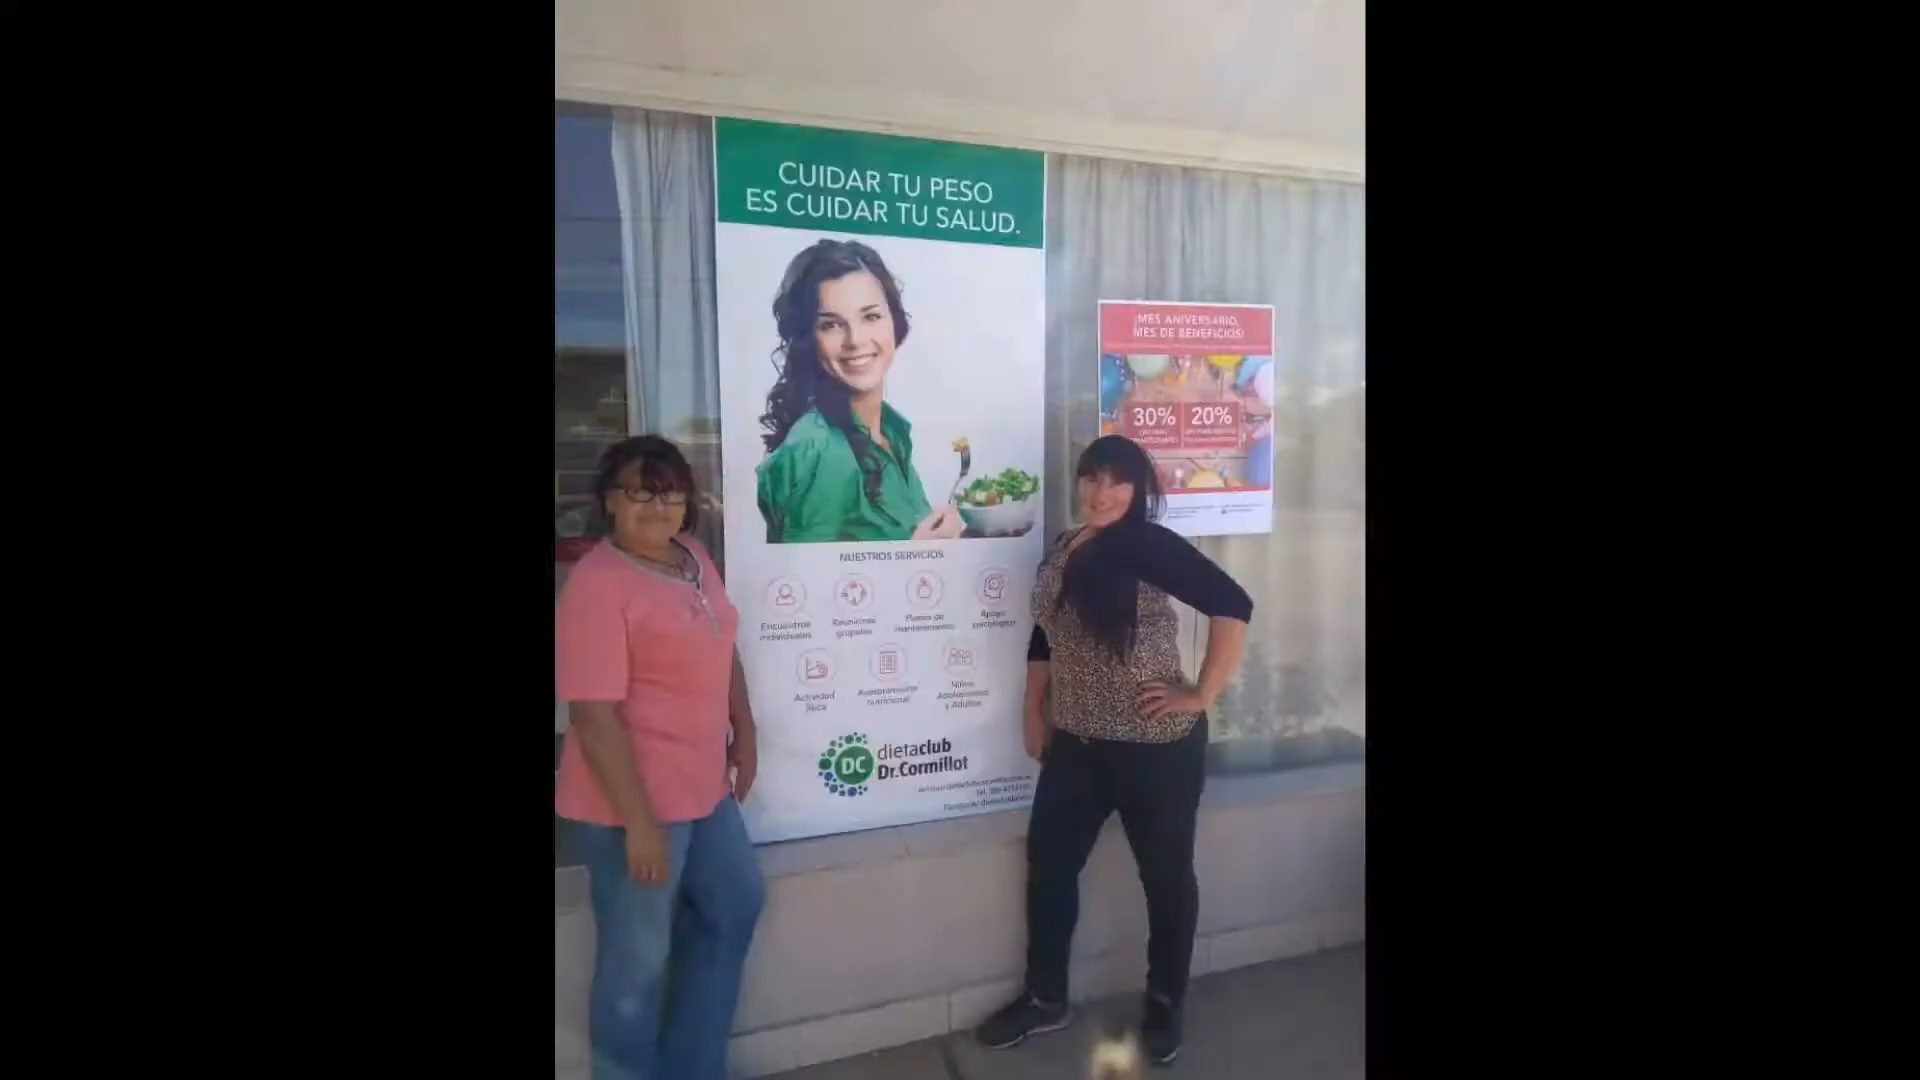 CUIDAR TU PESO
ES CUIDAR TU SALUD.
NUESTROS SERVICIOS
Encuentros
individuales
Reuniones
grupales
Planes de
mantenimiento
Apoyo
psicológico
Actividad
física
Asesoramiento
nutricional
Niños
Adolescentes
y Adultos
DC
dietaclub
Dr.Cormillot
MES ANIVERSARIO,
MES DE BENEFICIOS!
30%
20%